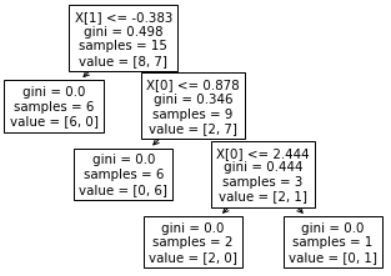 X[1] <= -0.383
gini = 0.498
samples = 15
value = [8, 7]
gini = 0.0
samples = 6
value = [6, 0]
X[0] <= 0.878
gini = 0.346
samples = 9
value = [2, 7]
gini = 0.0
samples = 6
value = [0, 6]
X[0] <= 2.444
gini = 0.444
samples = 3
value = [2, 1]
gini = 0.0
samples = 2
value = [2, 0]
gini = 0.0
samples = 1
value = [0, 1]